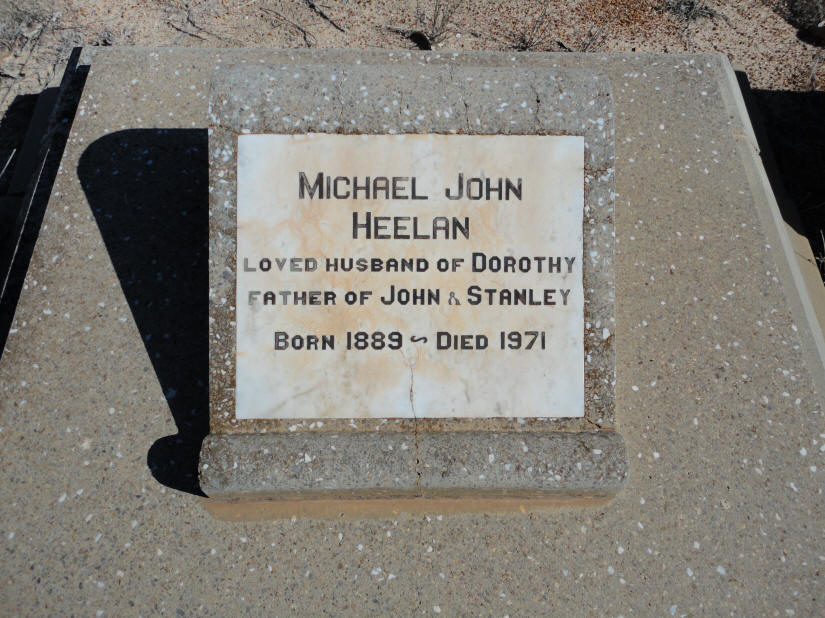 MICHAEL JOHN
HEELAN
LOVED HUSBAND OF DOROTHY
FATHER OF JOHN & STANLEY
BORN 1889 ~ DIED 1971